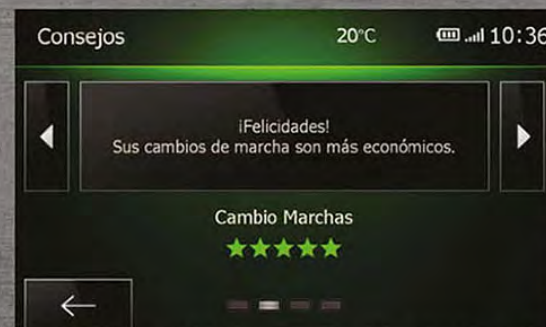 Consejos 20°C 10:36
¡Felicidades!
Sus cambios de marcha son más económicos.
Cambio Marchas